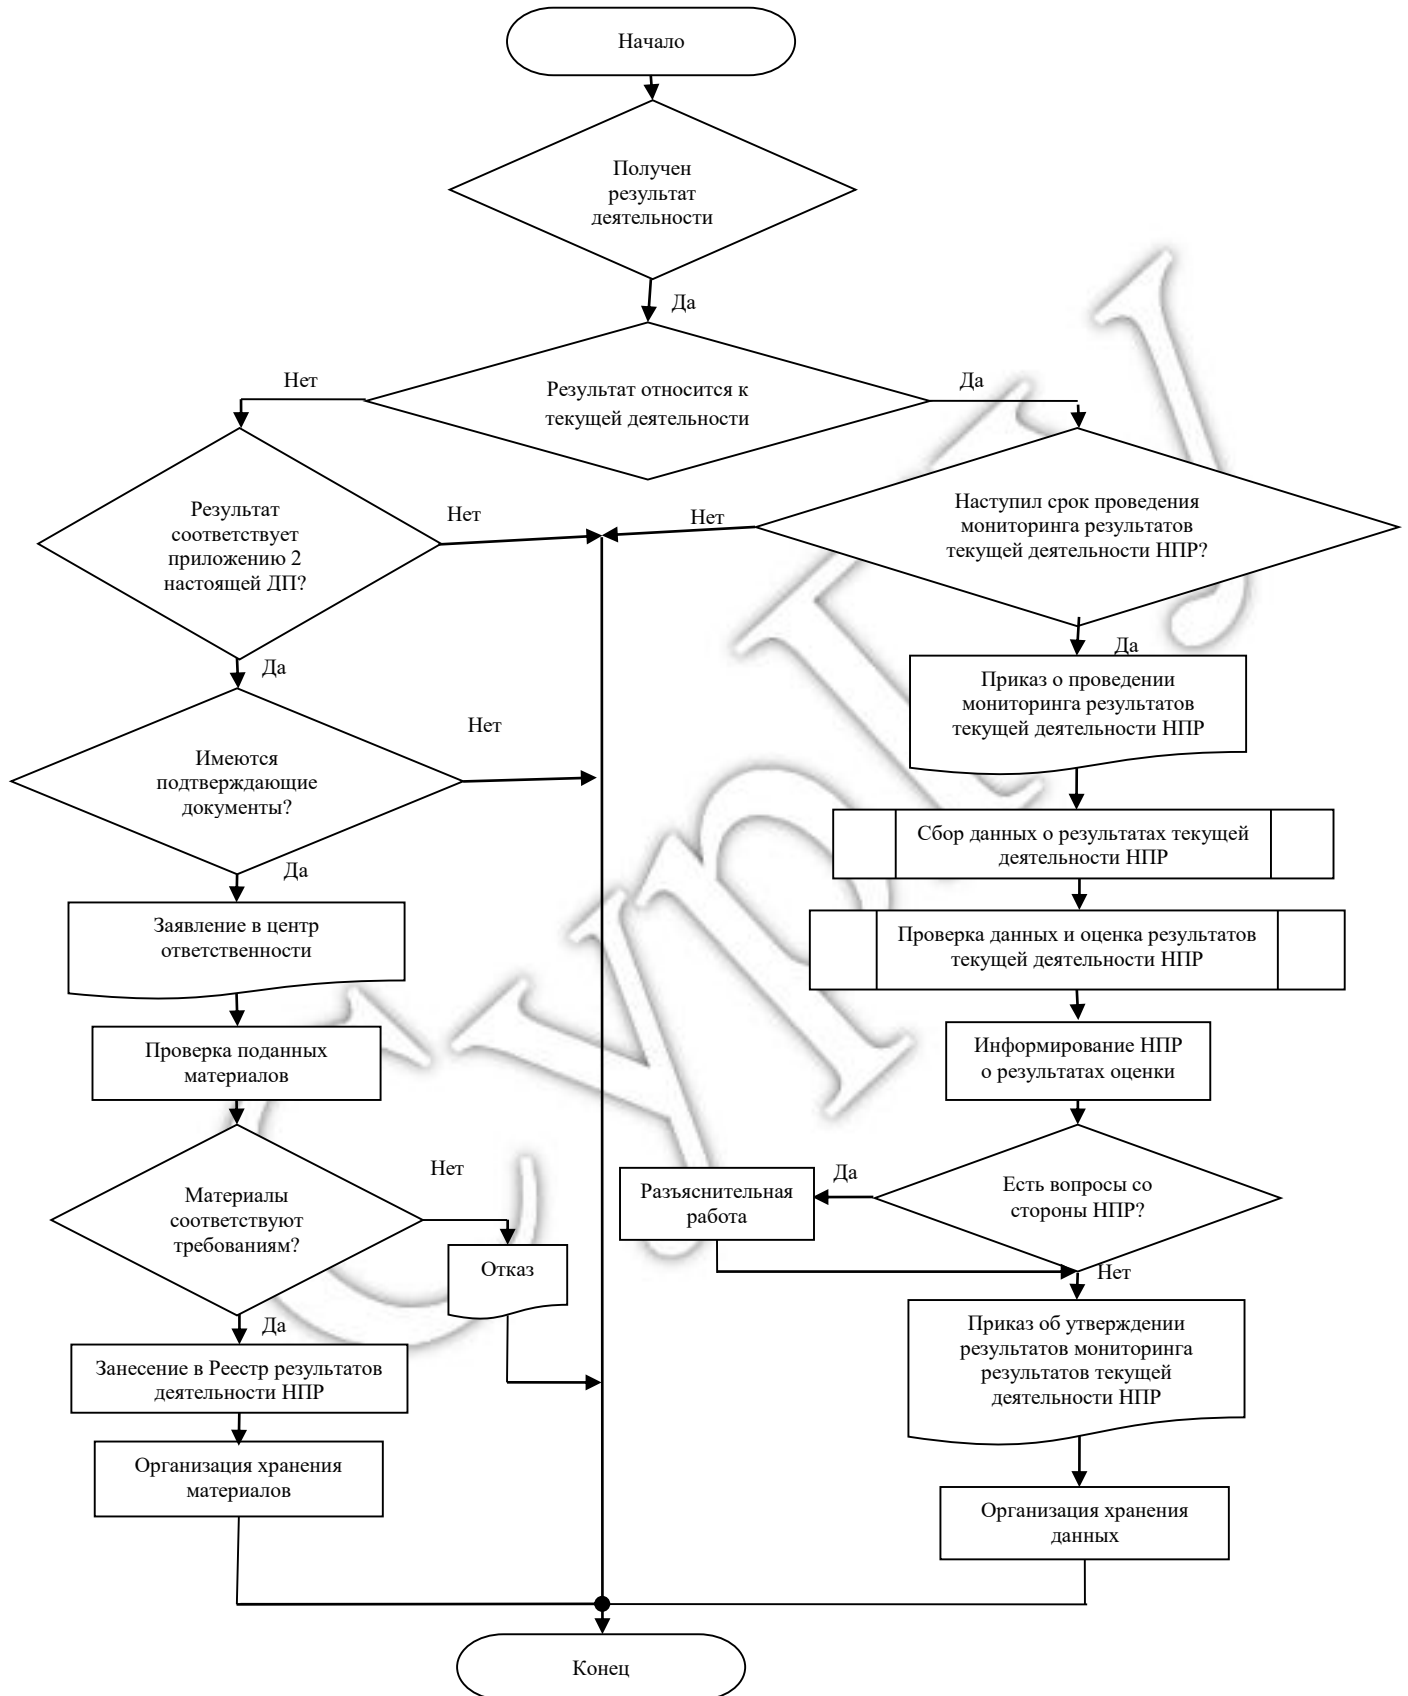 Начало
Получен
результат
деятельности
Да
Нет
Результат относится к
текущей деятельности
Да
Результат
соответствует
приложению 2
настоящей ДП?
Нет
Нет
Наступил срок проведения
мониторинга результатов
текущей деятельности НПР?
Да
Да
Приказ о проведении
мониторинга результатов
текущей деятельности НПР
Имеются
подтверждающие
документы?
Нет
Сбор данных о результатах текущей
деятельности НПР
Да
Заявление в центр
ответственности
Проверка данных и оценка результатов
текущей деятельности НПР
Проверка поданных
материалов
Информирование НПР
о результатах оценки
Материалы
соответствуют
требованиям?
Нет
Отказ
Разъяснительная
работа
Да
Есть вопросы со
стороны НПР?
Нет
Да
Занесение в Реестр результатов
деятельности НПР
Приказ об утверждении
результатов мониторинга
результатов текущей
деятельности НПР
Организация хранения
материалов
Организация хранения
данных
Конец
СурГУ